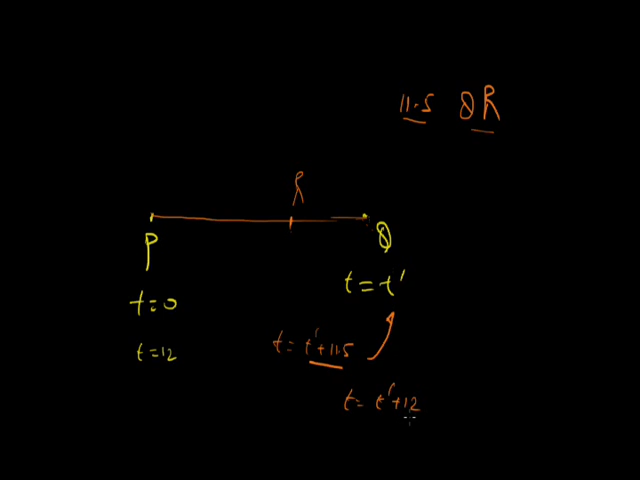 11.5 QR
R
P
Q
t = t'
t = 0
t = t' + 11.5
t = 12
t = t' + 12